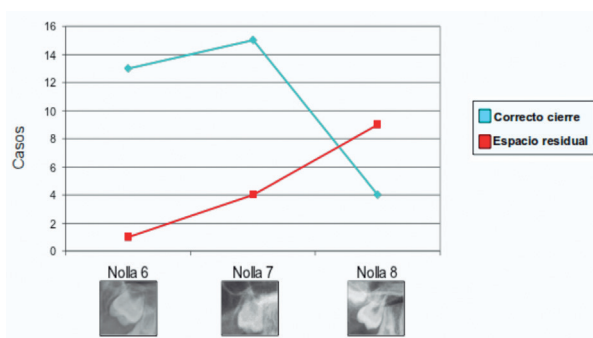 16
14
12
10
8
6
4
2
0
Casos
Nolla 6
Nolla 7
Nolla 8
Correcto cierre
Espacio residual